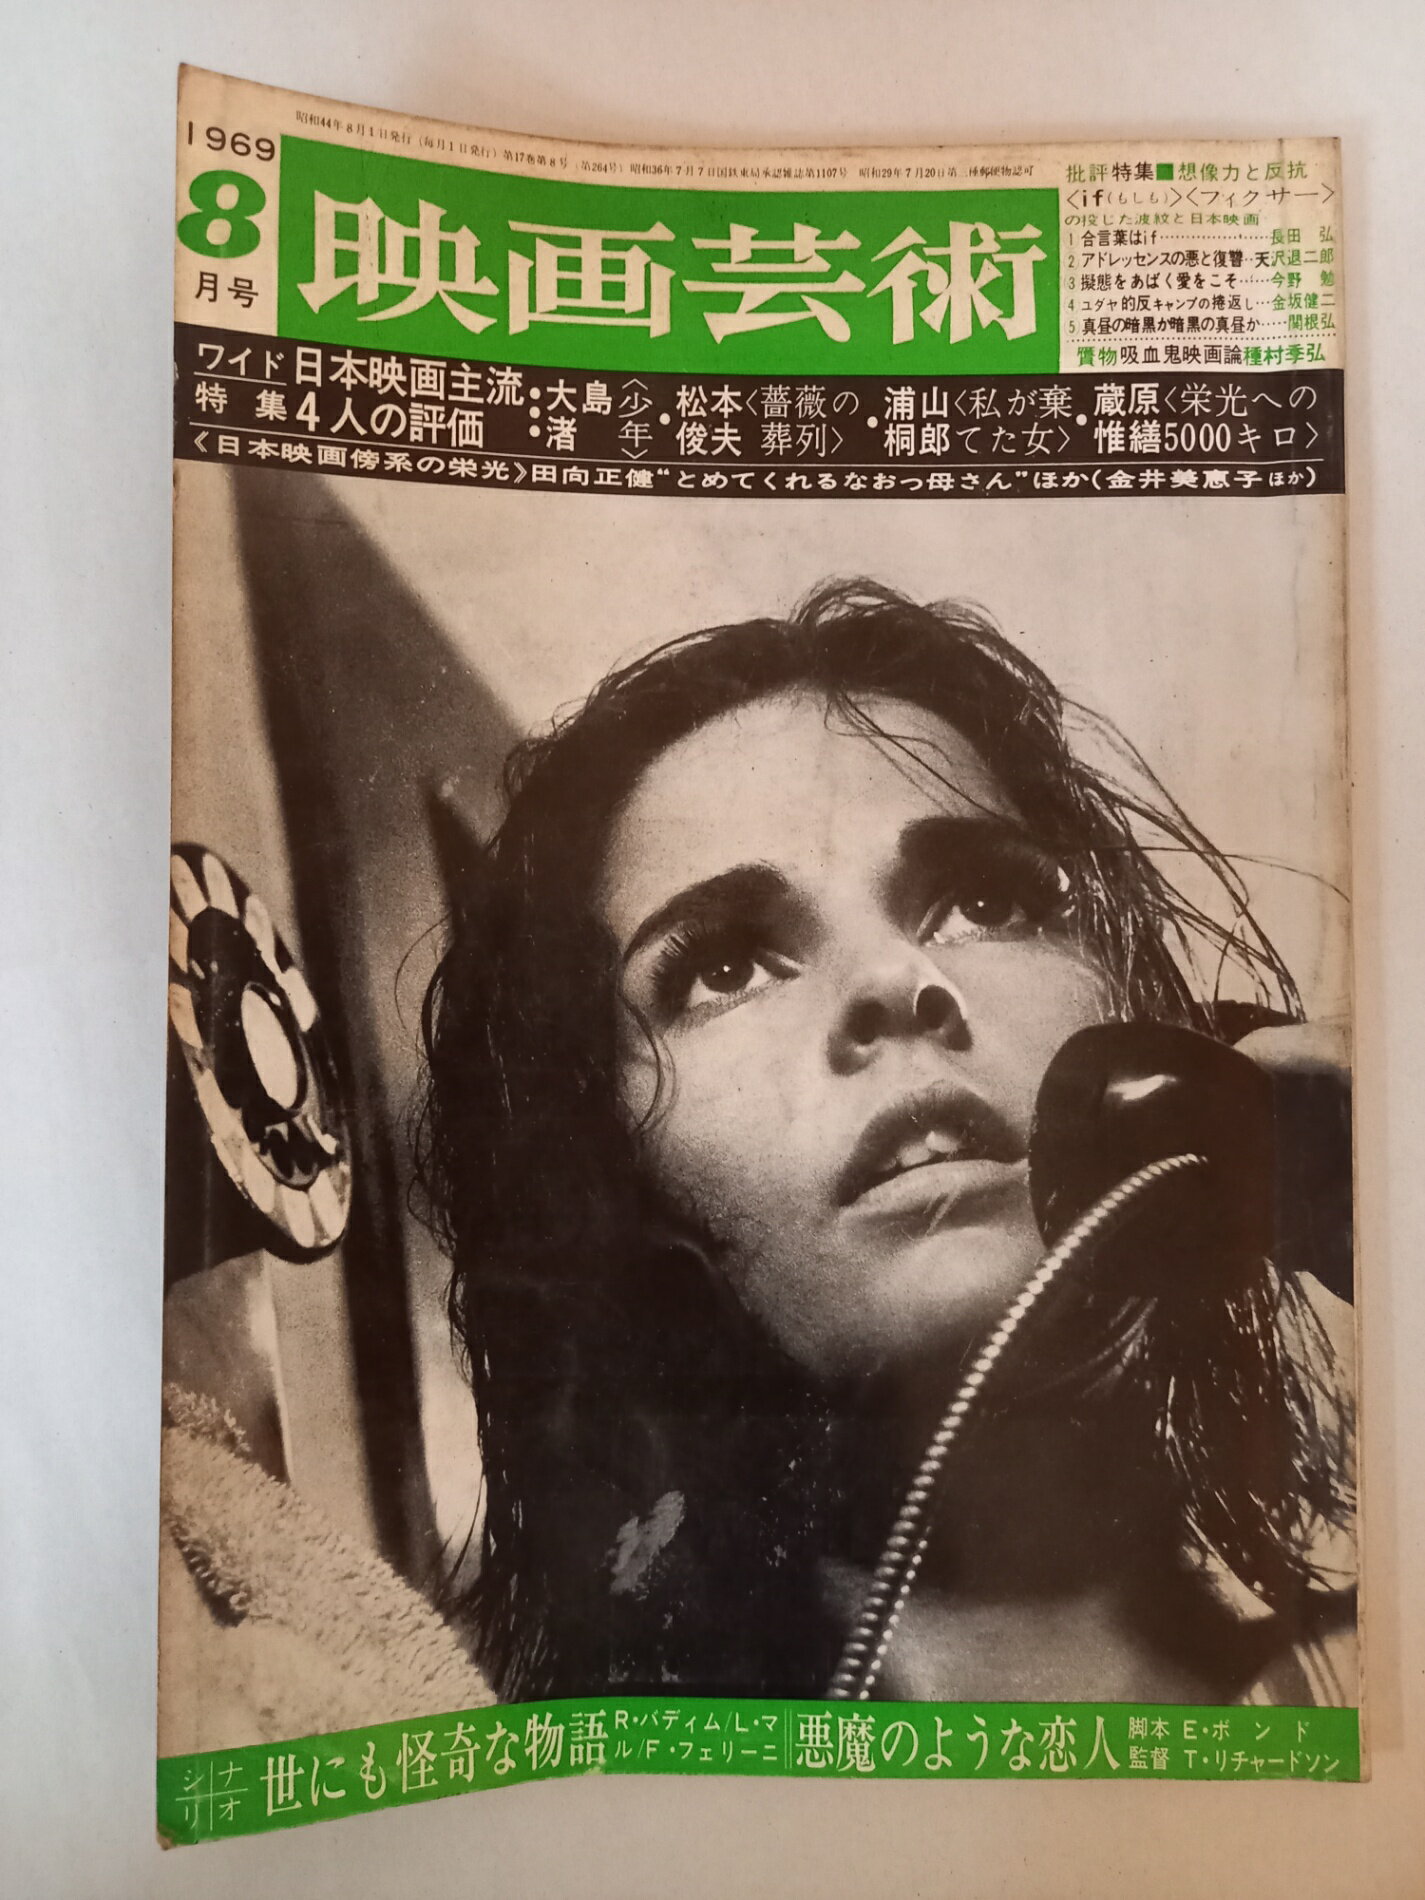 昭和44年8月1日発行(毎月1日発行)第17巻第8号(第264号)昭和36年7月7日国鉄東局承認雑誌第1107号 昭和29年7月20日第三種郵便物認可
1969
8
月号
映画芸術
批評特集■想像力と反抗
〈if(もしも)〉〈フィクサー〉
の投じた波紋と日本映画
1 合言葉はif……………長田 弘
2 アドレッセンスの悪と復讐‥天沢退二郎
3 擬態をあばく愛をこそ……今野 勉
4 ユダヤ的反キャンプの捲返し…金坂健二
5 真昼の暗黒か暗黒の真昼か……関根弘
贋物吸血鬼映画論種村季弘
ワイド特集
日本映画主流4人の評価
大島渚〈少年〉・松本俊夫〈薔薇の葬列〉・浦山桐郎〈私が棄てた女〉・蔵原惟繕〈栄光への5000キロ〉
《日本映画傍系の栄光》田向正健“とめてくれるなおっ母さん”ほか(金井美恵子ほか)
シナリオ
世にも怪奇な物語
R・バディム/L・マル/F・フェリーニ
悪魔のような恋人
脚本 E・ボンド
監督 T・リチャードソン